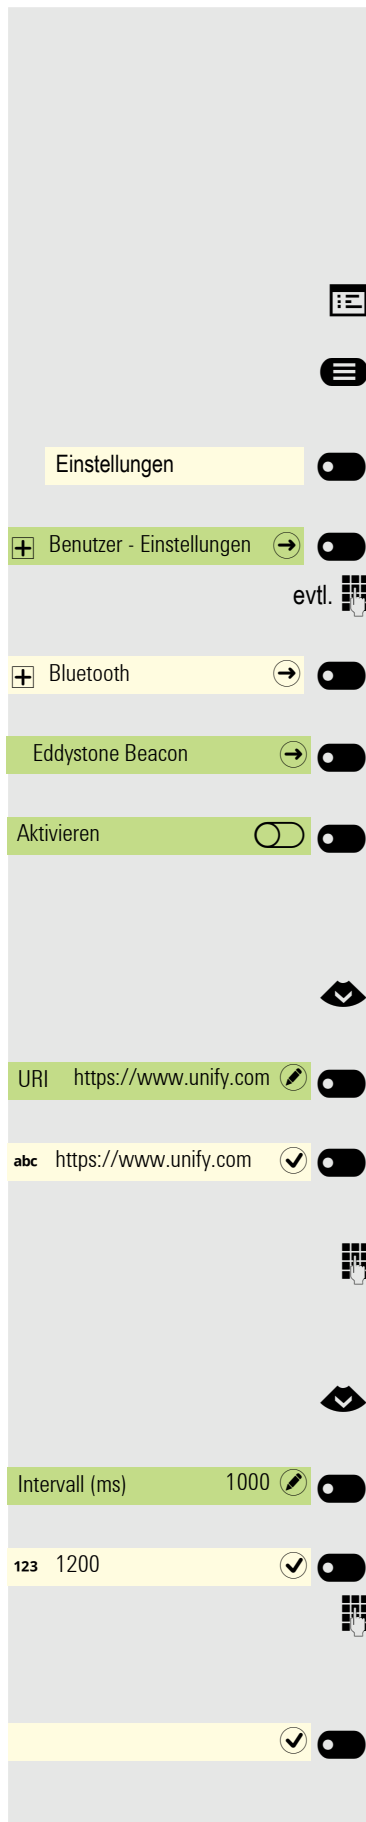 Einstellungen
Benutzer - Einstellungen
evtl.
Bluetooth
Eddystone Beacon
Aktivieren
URI https://www.unify.com
abc https://www.unify.com
Intervall (ms) 1000
123 1200